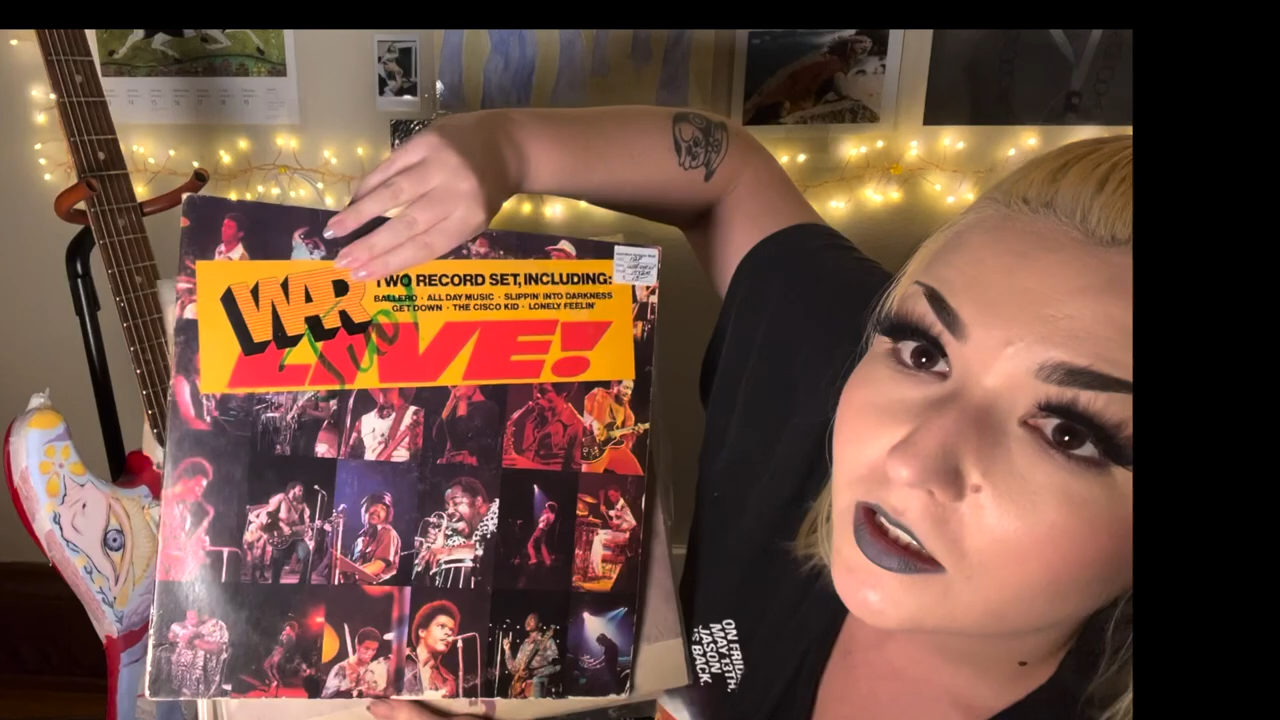 WAR
TWO RECORD SET, INCLUDING:
BALLERO · ALL DAY MUSIC · SLIPPIN' INTO DARKNESS
GET DOWN · THE CISCO KID · LONELY FEELIN'
LIVE!
ON FRIDAY
MAY 13TH,
JASON
IS BACK.